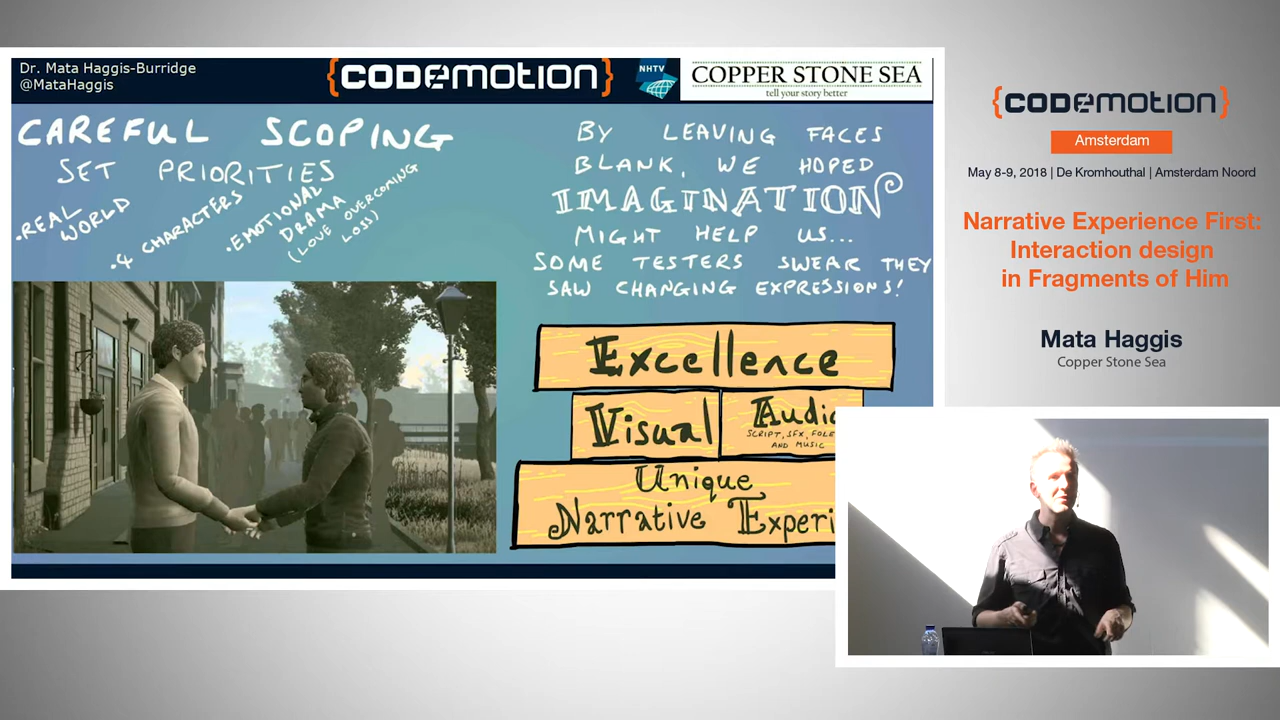 Dr. Mata Haggis-Burridge
@MataHaggis
{CODEMOTION}
NHTV
COPPER STONE SEA
tell your story better
CAREFUL SCOPING
SET PRIORITIES
• REAL WORLD
• 4 CHARACTERS
• EMOTIONAL DRAMA
(LOVE OVERCOMING LOSS)
BY LEAVING FACES
BLANK, WE HOPED
IMAGINATION
MIGHT HELP US...
SOME TESTERS SWEAR THEY
SAW CHANGING EXPRESSIONS!
Excellence
Visual
Audio
SCRIPT, SFX, FOLE
AND MUSIC
Unique
Narrative Experi
{CODEMOTION}
Amsterdam
May 8-9, 2018 | De Kromhouthal | Amsterdam Noord
Narrative Experience First:
Interaction design
in Fragments of Him
Mata Haggis
Copper Stone Sea